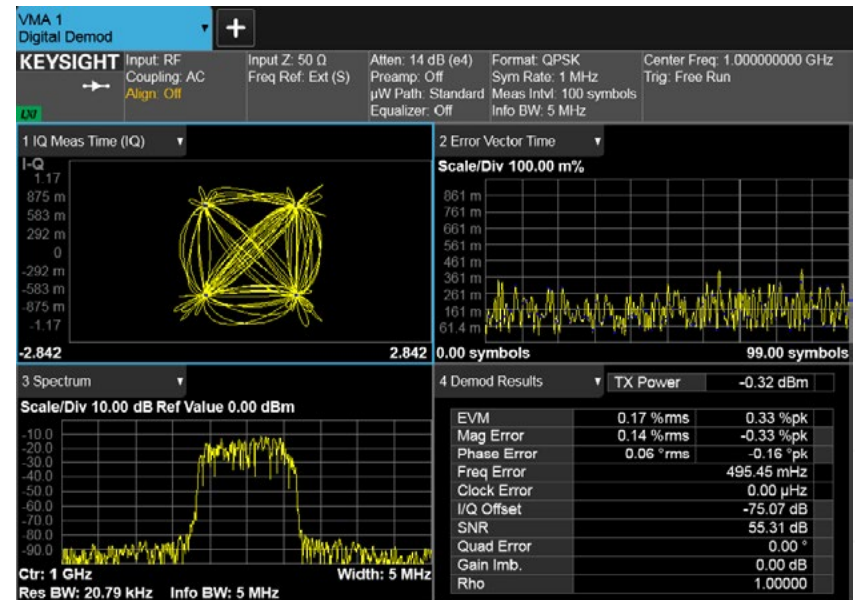 VMA 1
Digital Demod
+
KEYSIGHT
Input: RF
Coupling: AC
Align: Off
Input Z: 50 Ω
Freq Ref: Ext (S)
Atten: 14 dB (e4)
Preamp: Off
µW Path: Standard
Equalizer: Off
Format: QPSK
Sym Rate: 1 MHz
Meas Intvl: 100 symbols
Info BW: 5 MHz
Center Freq: 1.000000000 GHz
Trig: Free Run
LXI
1 IQ Meas Time (IQ)
I-Q
1.17
875 m
583 m
292 m
0
-292 m
-583 m
-875 m
-1.17
-2.842 2.842
2 Error Vector Time
Scale/Div 100.00 m%
861 m
761 m
661 m
561 m
461 m
361 m
261 m
161 m
61.4 m
0.00 symbols 99.00 symbols
3 Spectrum
Scale/Div 10.00 dB Ref Value 0.00 dBm
-10.0
-20.0
-30.0
-40.0
-50.0
-60.0
-70.0
-80.0
-90.0
Ctr: 1 GHz Width: 5 MHz
Res BW: 20.79 kHz Info BW: 5 MHz
4 Demod Results
TX Power -0.32 dBm
EVM 0.17 %rms 0.33 %pk
Mag Error 0.14 %rms -0.33 %pk
Phase Error 0.06 °rms -0.16 °pk
Freq Error 495.45 mHz
Clock Error 0.00 µHz
I/Q Offset -75.07 dB
SNR 55.31 dB
Quad Error 0.00 °
Gain Imb. 0.00 dB
Rho 1.00000